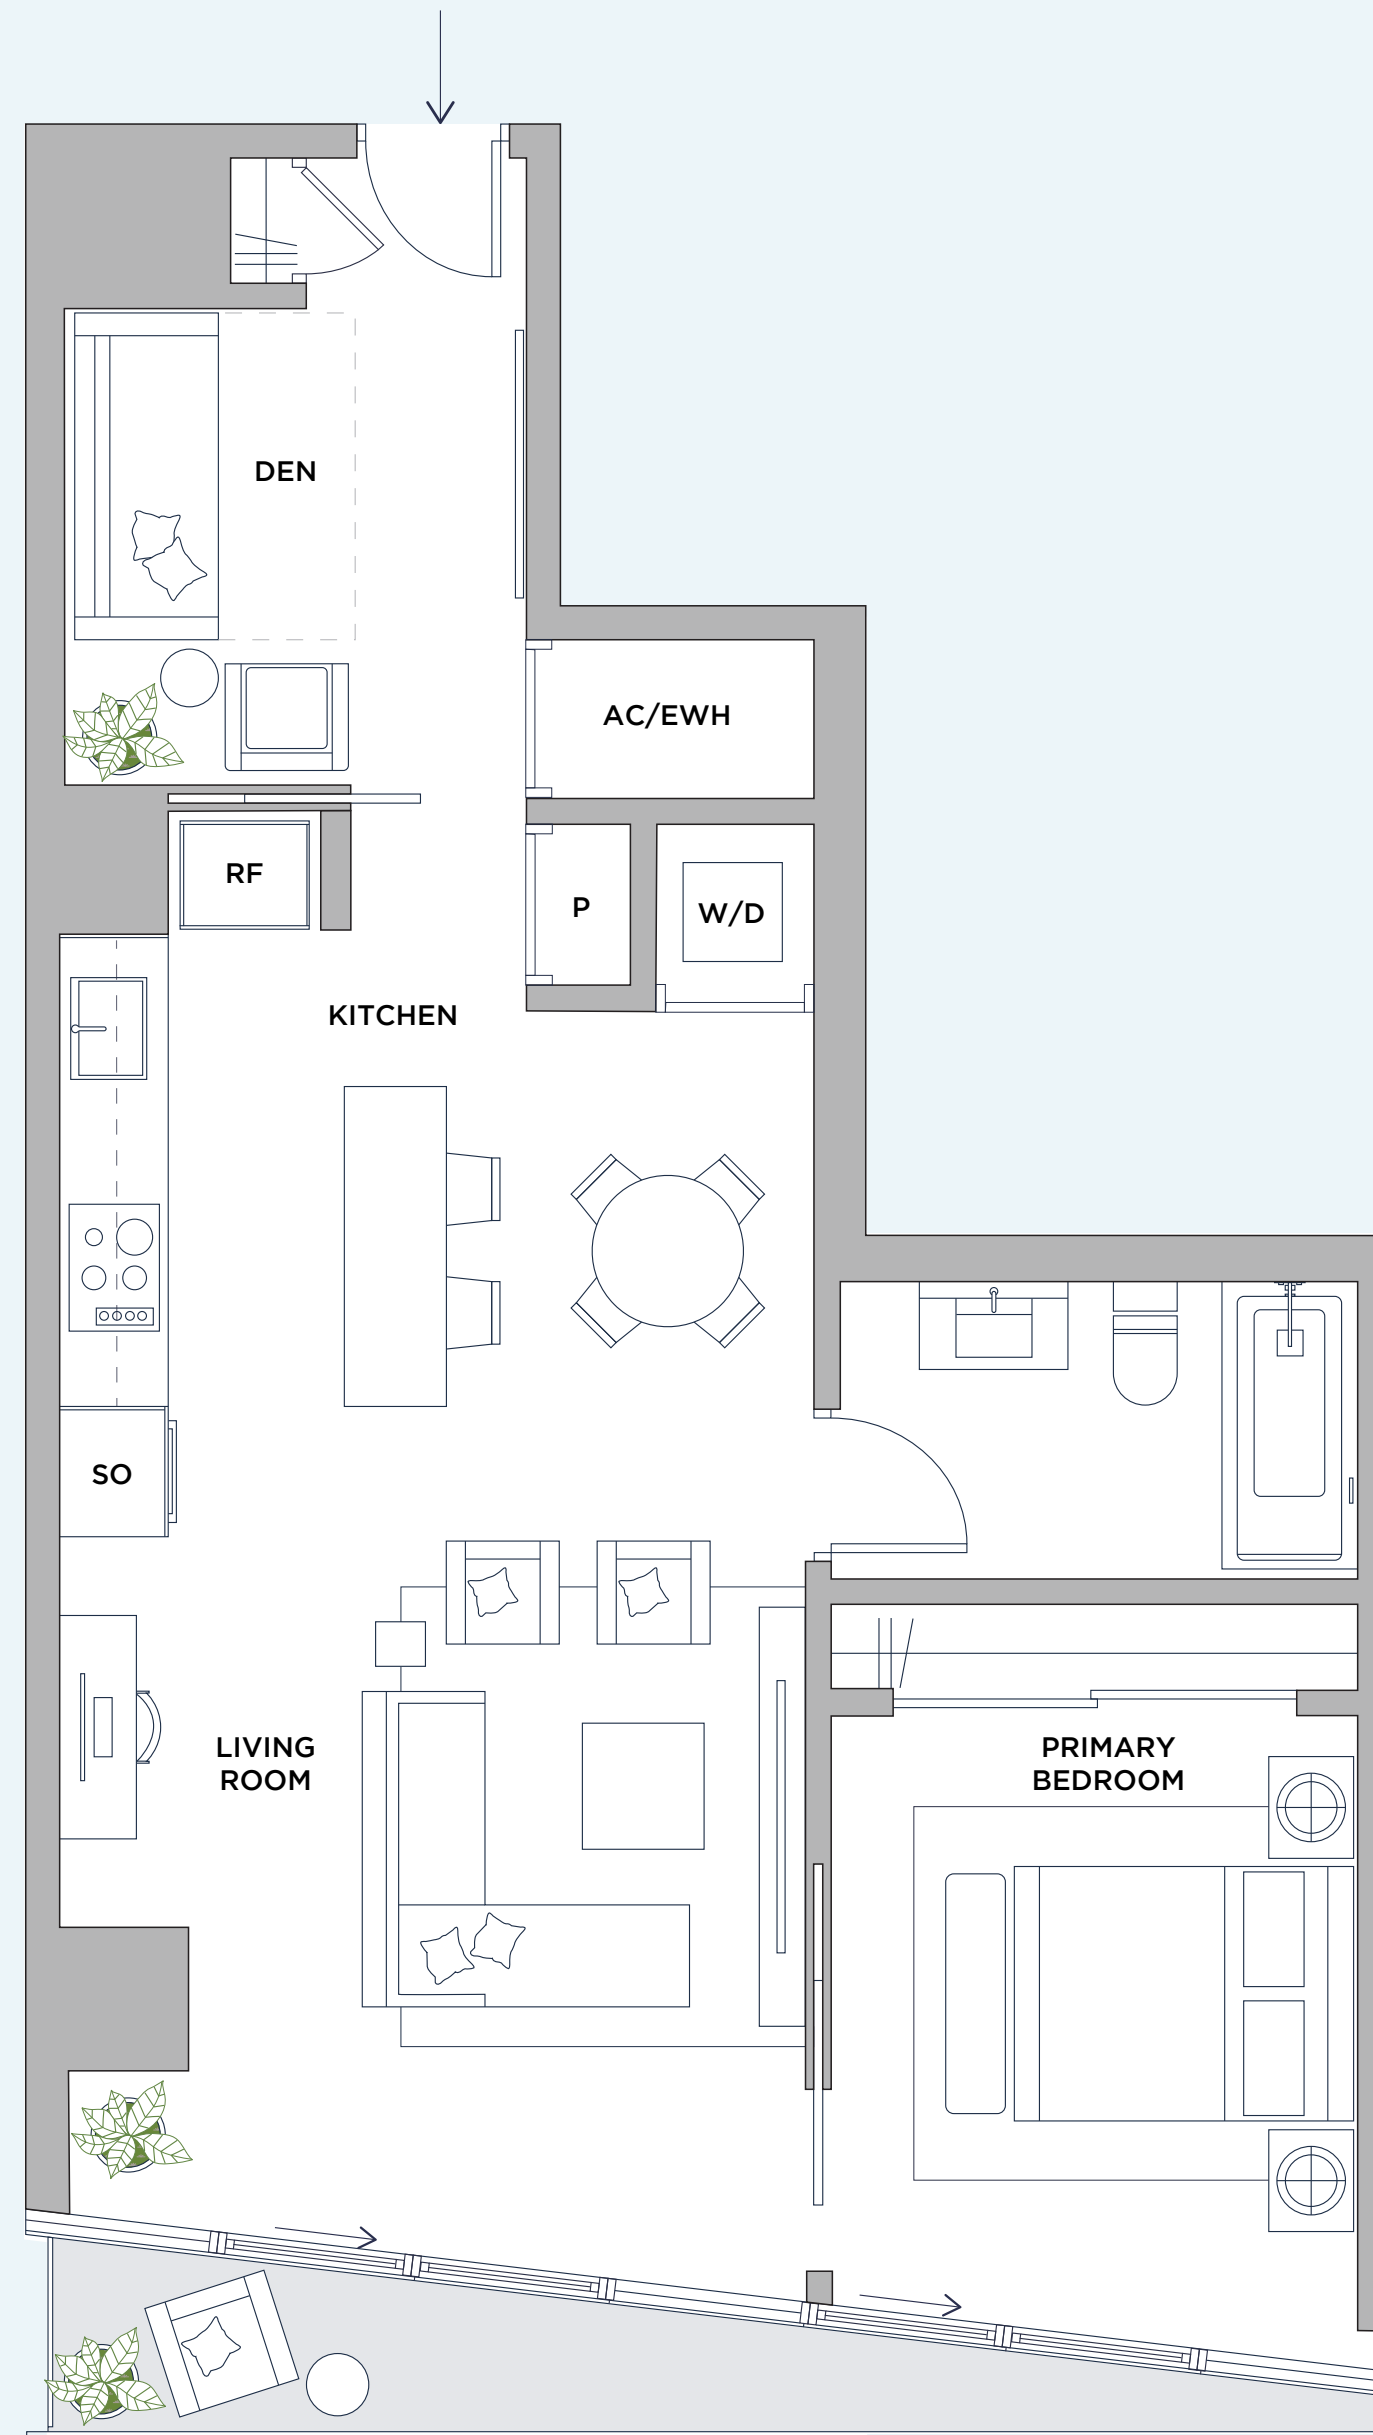 DEN
AC/EWH
RF
P
W/D
KITCHEN
SO
LIVING
ROOM
PRIMARY
BEDROOM